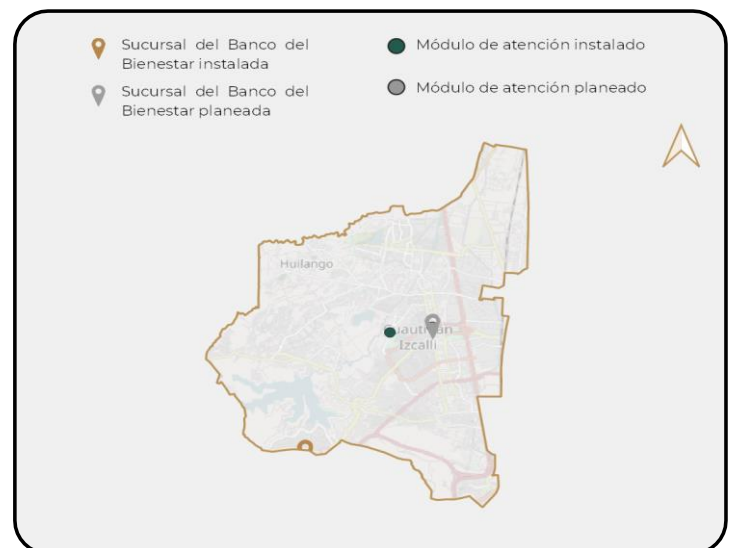 Sucursal del Banco del
Bienestar instalada
Sucursal del Banco del
Bienestar planeada
Módulo de atención instalado
Módulo de atención planeado
Huilango
Cuautitlán
Izcalli